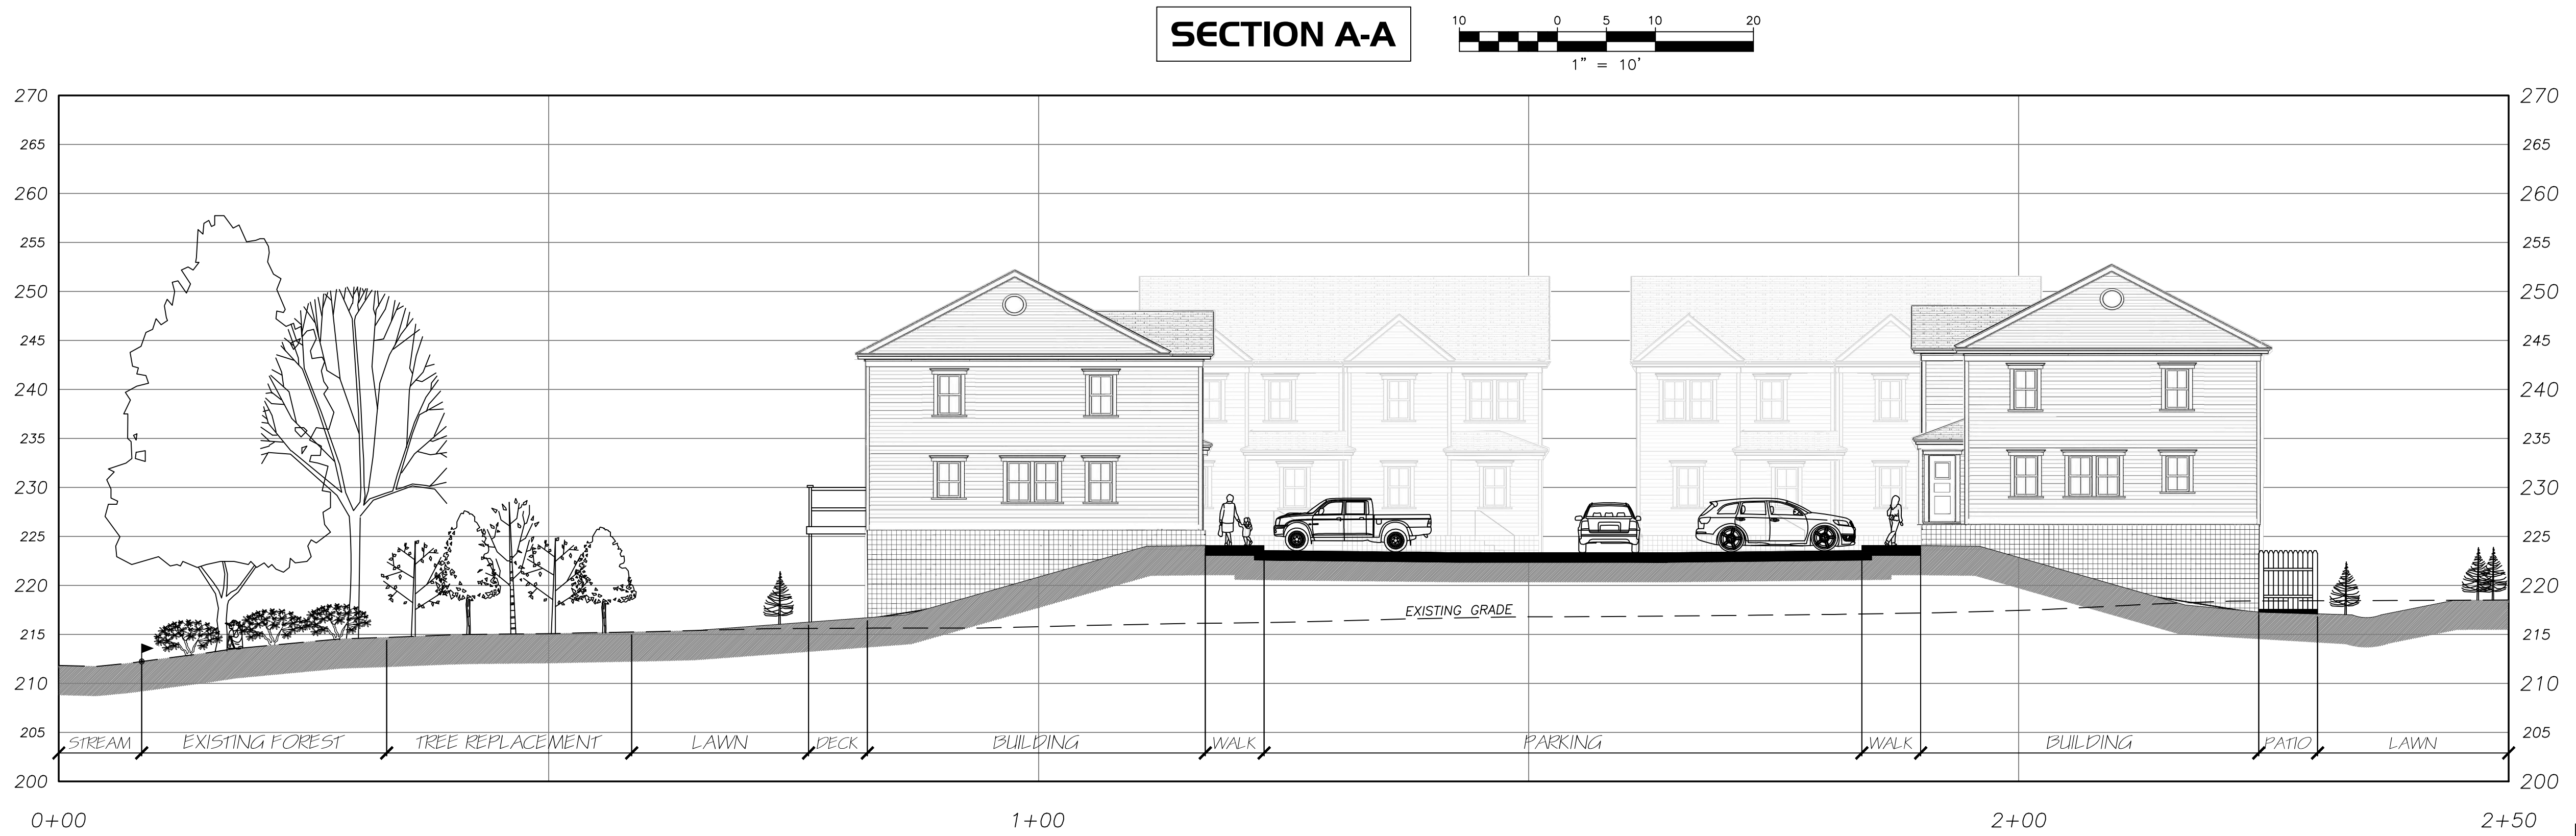 SECTION A-A
10 0 5 10 20
1" = 10'
270 270
265 265
260 260
255 255
250 250
245 245
240 240
235 235
230 230
225 225
220 220
EXISTING GRADE
215 215
210 210
205 205
STREAM EXISTING FOREST TREE REPLACEMENT LAWN DECK BUILDING WALK PARKING WALK BUILDING PATIO LAWN
200 200
0+00 1+00 2+00 2+50